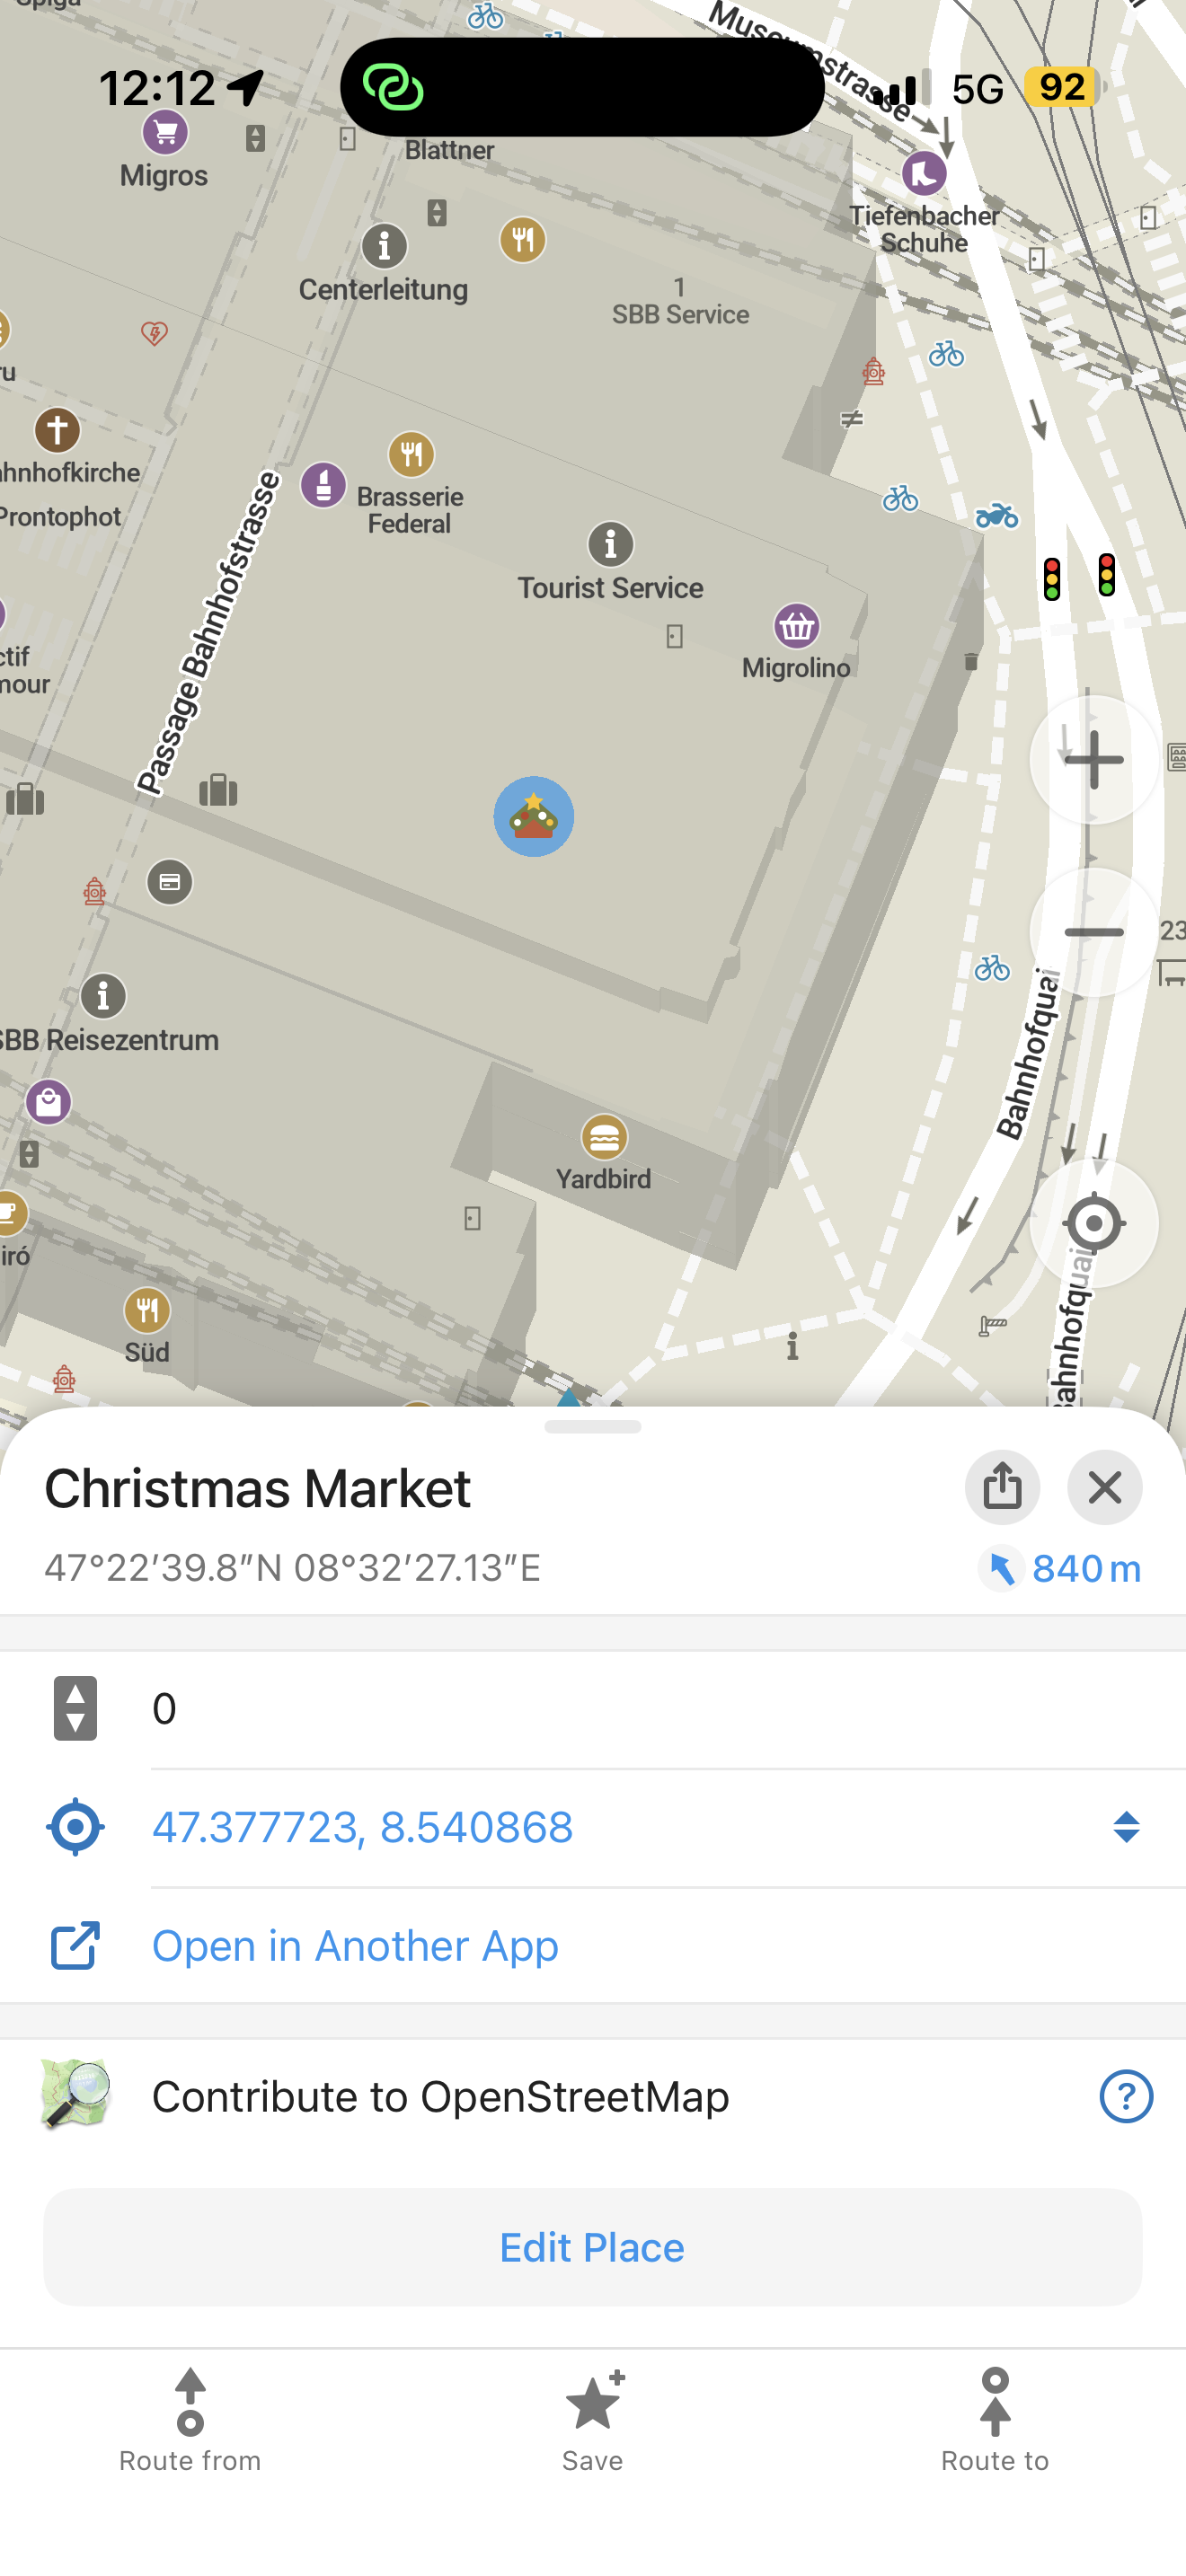 Museumstrasse
12:12
5G
92
Blattner
Migros
Tiefenbacher
Schuhe
Centerleitung
1
SBB Service
Brasserie
Federal
Prontophot
Passage Bahnhofstrasse
Tourist Service
Migrolino
23
SBB Reisezentrum
Bahnhofquai
Yardbird
Süd
Bahnhofquai
Christmas Market
47°22′39.8″N 08°32′27.13″E
840 m
0
47.377723, 8.540868
Open in Another App
Contribute to OpenStreetMap
?
Edit Place
Route from
Save
Route to